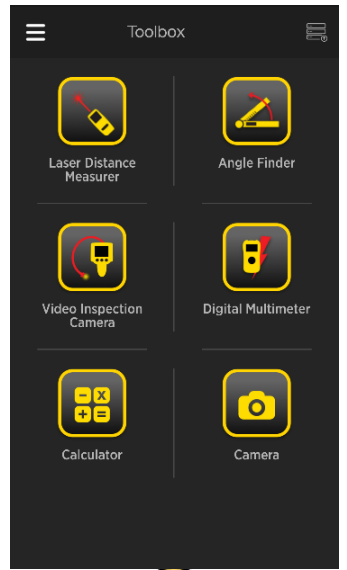 Toolbox
Laser Distance
Measurer
Angle Finder
Video Inspection
Camera
Digital Multimeter
Calculator
Camera